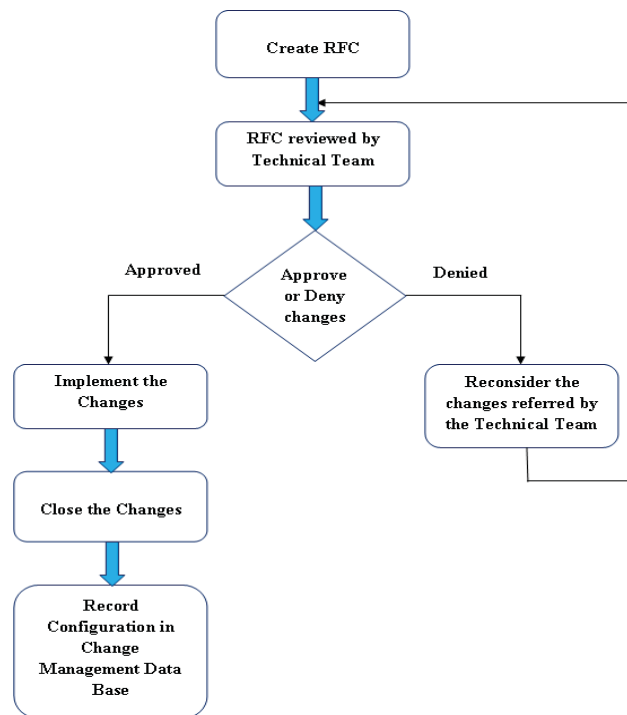 Create RFC
RFC reviewed by
Technical Team
Approved
Approve
or Deny
changes
Denied
Implement the
Changes
Reconsider the
changes referred by
the Technical Team
Close the Changes
Record
Configuration in
Change
Management Data
Base